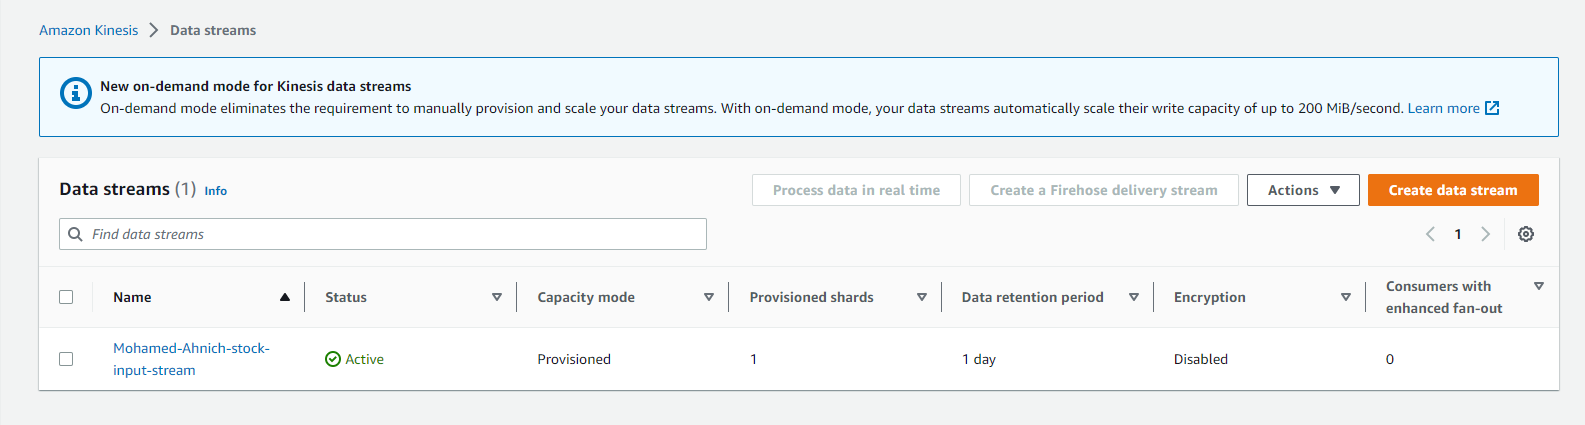 Amazon Kinesis > Data streams
New on-demand mode for Kinesis data streams
On-demand mode eliminates the requirement to manually provision and scale your data streams. With on-demand mode, your data streams automatically scale their write capacity of up to 200 MiB/second. Learn more
Data streams (1) Info
Process data in real time
Create a Firehose delivery stream
Actions
Create data stream
Find data streams
1
Name
Status
Capacity mode
Provisioned shards
Data retention period
Encryption
Consumers with
enhanced fan-out
Mohamed-Ahnich-stock-
input-stream
Active
Provisioned
1
1 day
Disabled
0